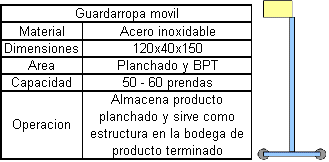 Guardarropa movil
Material Acero inoxidable
Dimensiones 120x40x150
Area Planchado y BPT
Capacidad 50 - 60 prendas
Operacion Almacena producto
planchado y sirve como
estructura en la bodega de
producto terminado